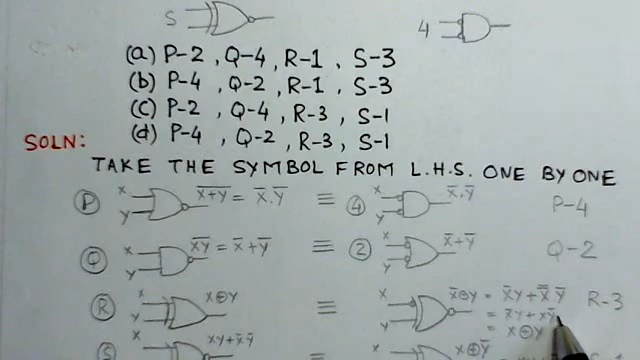 S
4
(a) P-2 , Q-4 , R-1 , S-3
(b) P-4 , Q-2 , R-1 , S-3
(c) P-2 , Q-4 , R-3 , S-1
(d) P-4 , Q-2 , R-3 , S-1
SOLN:
TAKE THE SYMBOL FROM L.H.S. ONE BY ONE
P X Y X̅+̅Y̅ = X̅.Y̅ ≡ 4 X Y X̅.Y̅ P-4
Q X Y X̅Y̅ = X̅+Y̅ ≡ 2 X Y X̅+Y̅ Q-2
R X Y X⊕Y ≡ X Y X̅⊙Y = X̅Y + X̿ Y̅ R-3
= X̅Y + XY̅
= X⊕Y
S X XY+X̅Y̅ X X⊕Y̅